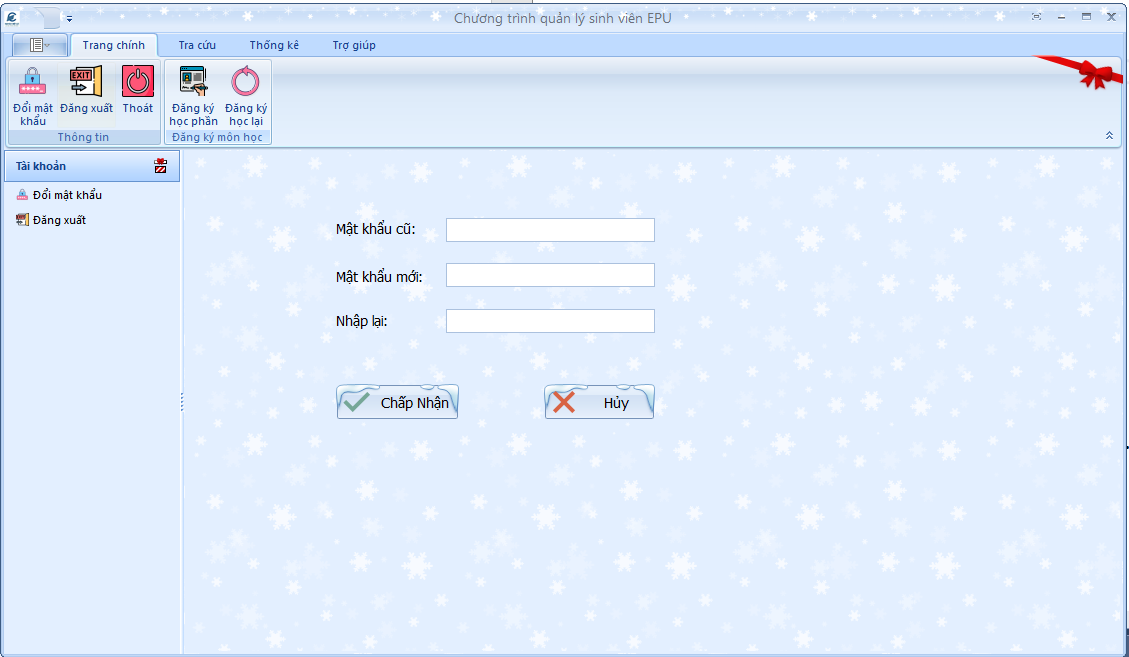 Chương trình quản lý sinh viên EPU
Trang chính
Tra cứu
Thống kê
Trợ giúp
EXIT
Đổi mật
khẩu
Đăng xuất
Thoát
Đăng ký
học phần
Đăng ký
học lại
Thông tin
Đăng ký môn học
Tài khoản
Đổi mật khẩu
Đăng xuất
Mật khẩu cũ:
Mật khẩu mới:
Nhập lại:
Chấp Nhận
Hủy